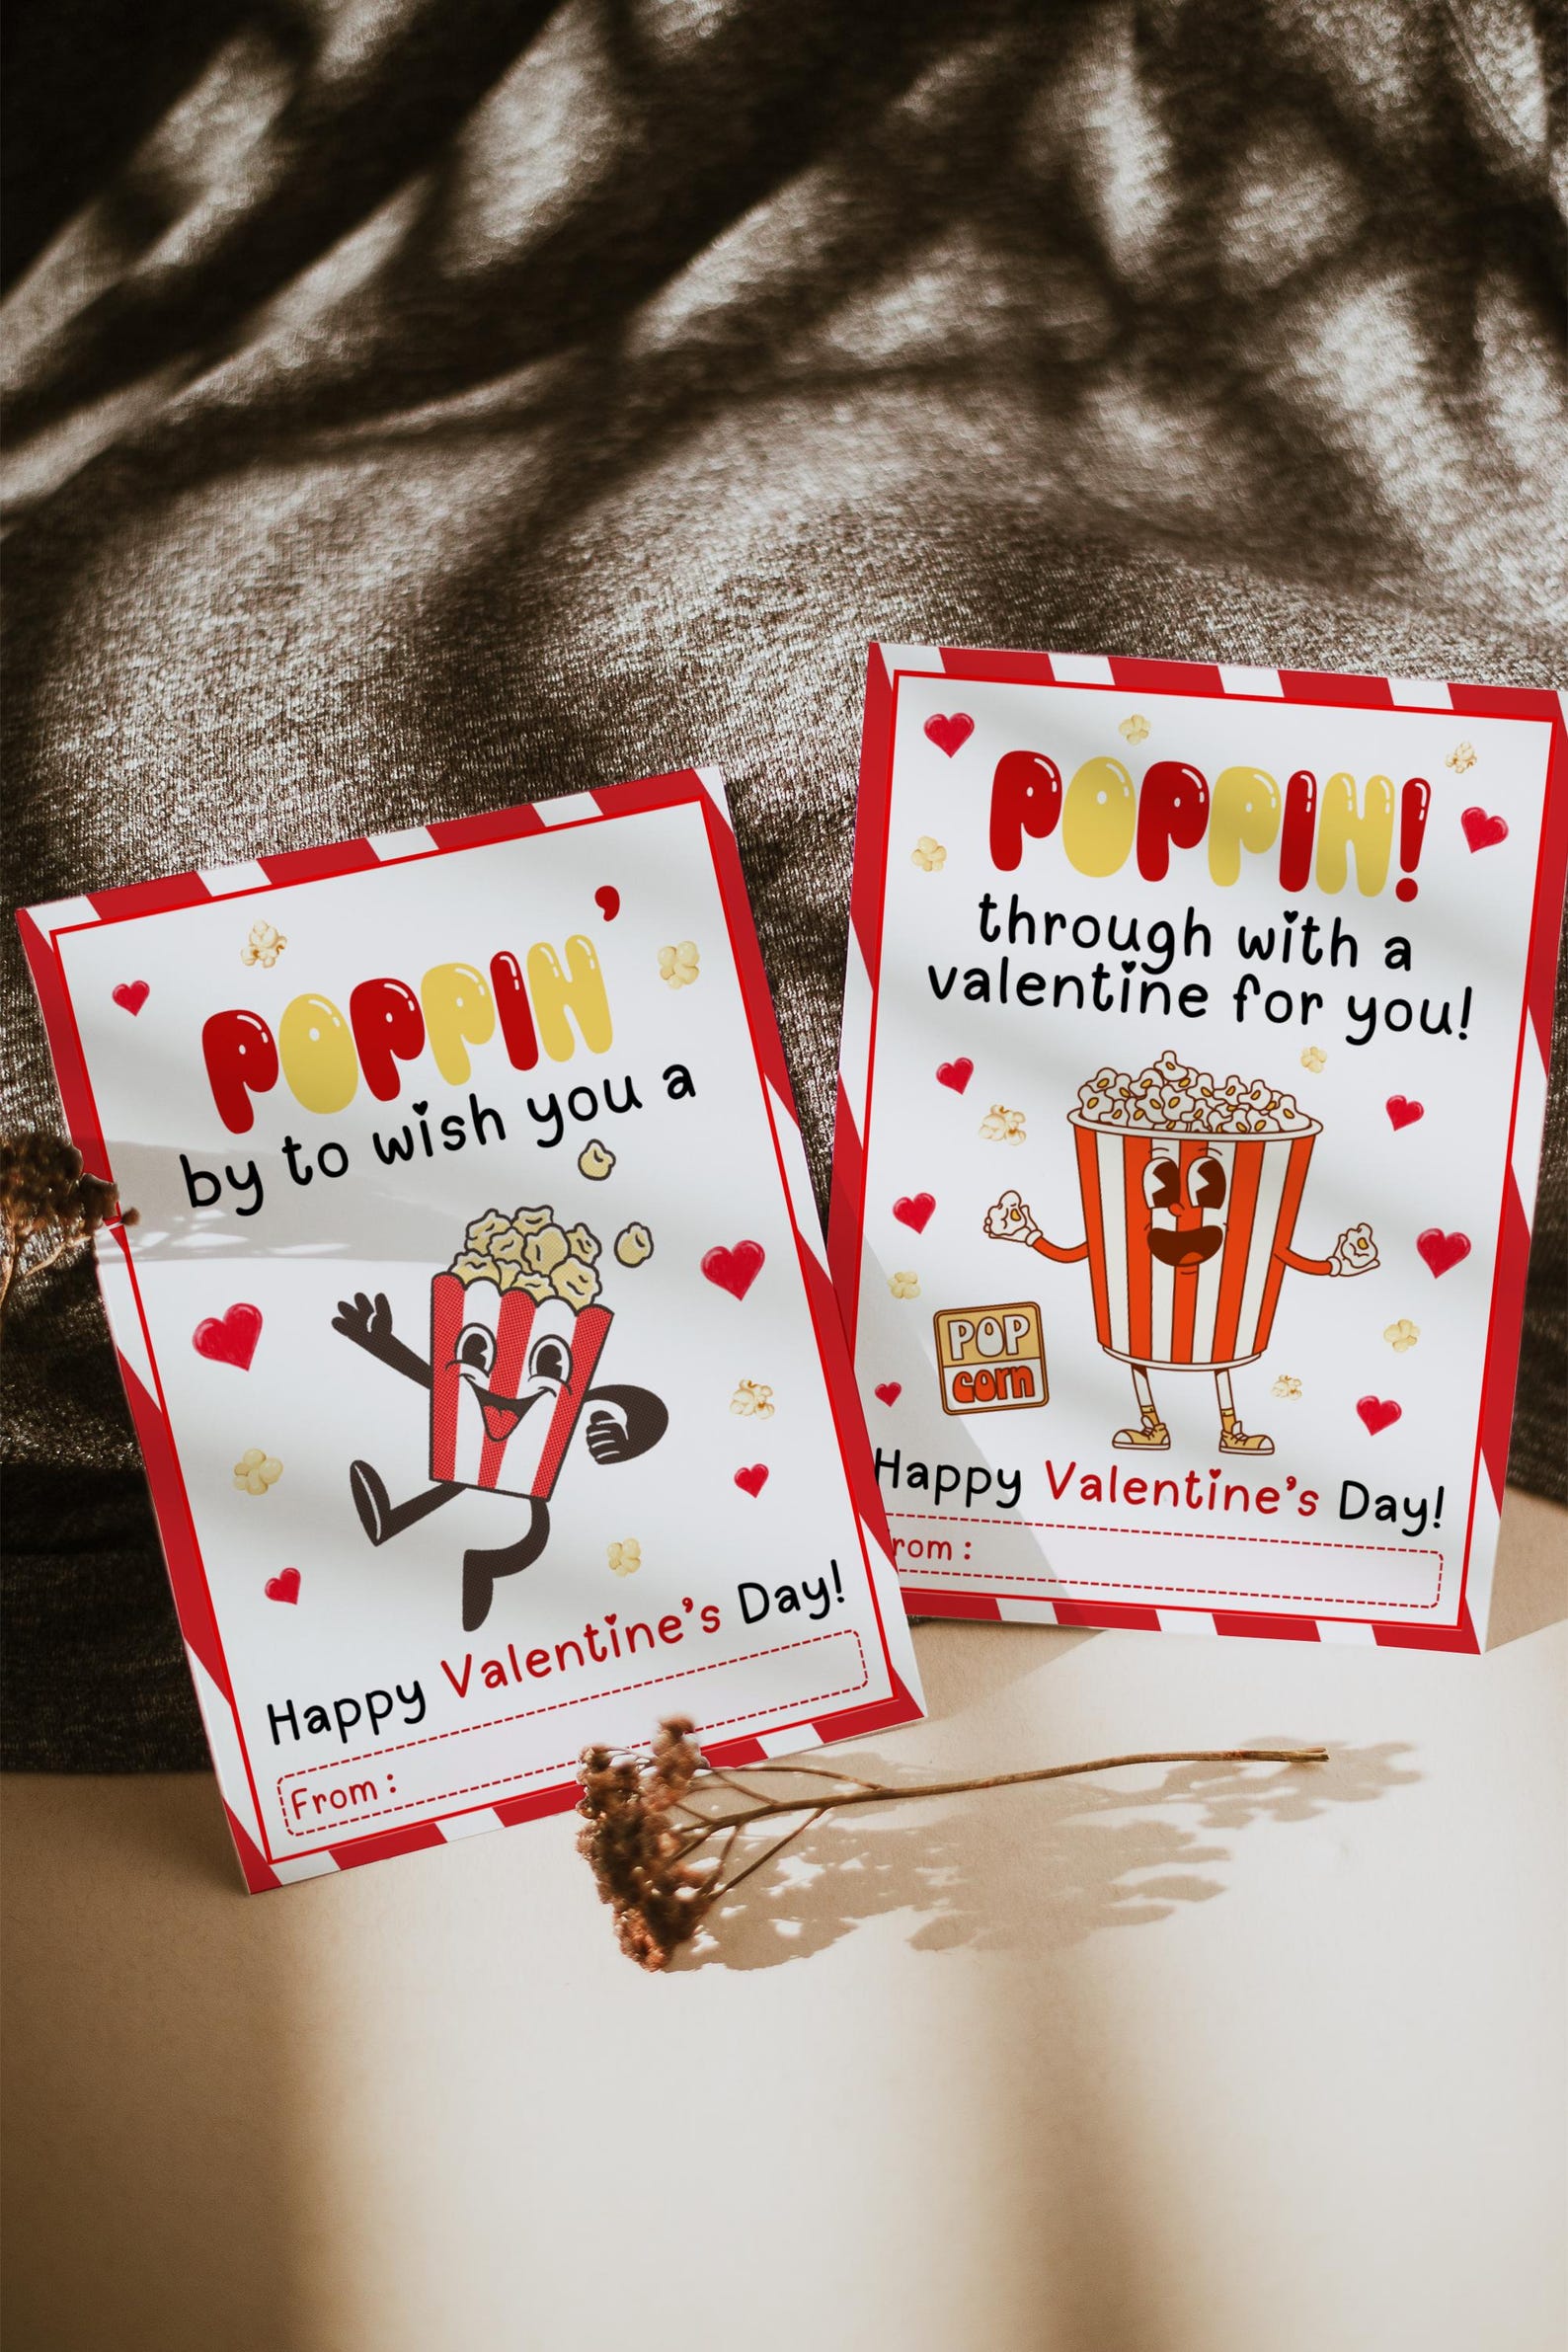 POPPIN’
by to wish you a
Happy Valentine’s Day!
From :
POPPIN!
through with a
valentine for you!
POP
corn
Happy Valentine’s Day!
rom :